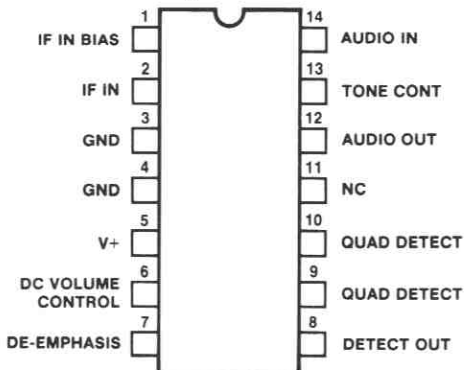 1
IF IN BIAS
2
IF IN
3
GND
4
GND
5
V+
6
DC VOLUME
CONTROL
7
DE-EMPHASIS
14
AUDIO IN
13
TONE CONT
12
AUDIO OUT
11
NC
10
QUAD DETECT
9
QUAD DETECT
8
DETECT OUT